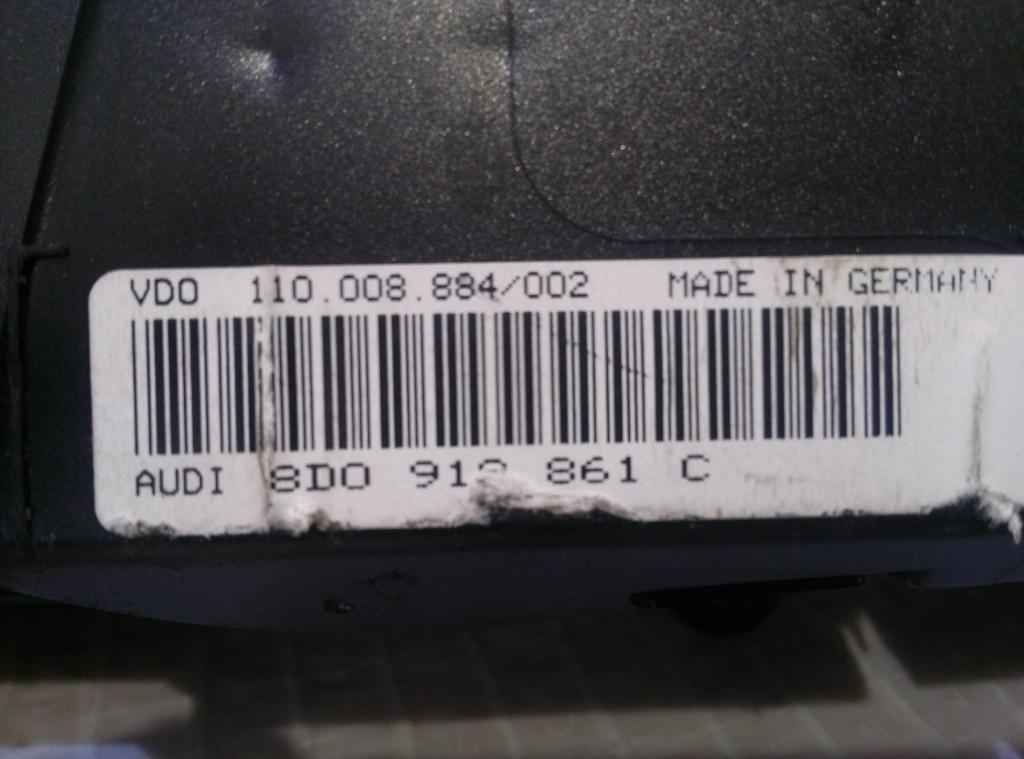 VDO 110.008.884/002 MADE IN GERMANY
AUDI 8D0 861 C